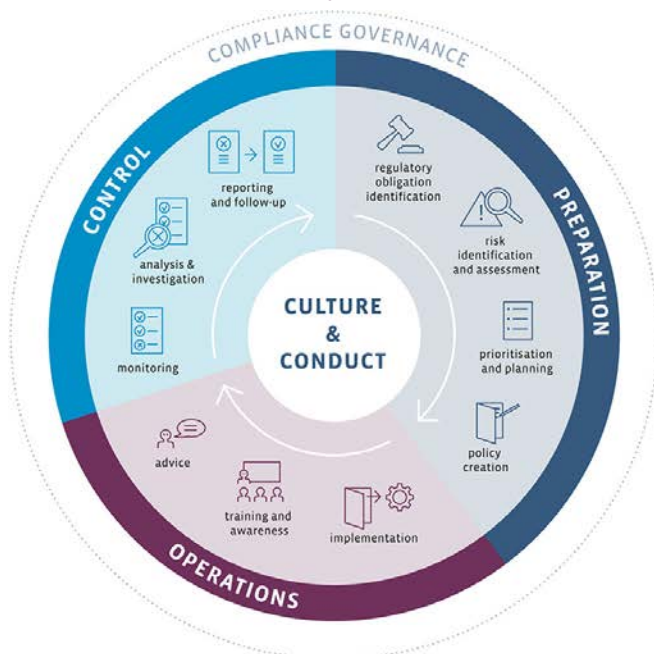 COMPLIANCE GOVERNANCE
PREPARATION
regulatory
obligation
identification
risk
identification
and assessment
prioritisation
and planning
policy
creation
OPERATIONS
implementation
training and
awareness
advice
CONTROL
monitoring
analysis &
investigation
reporting
and follow-up
CULTURE
&
CONDUCT